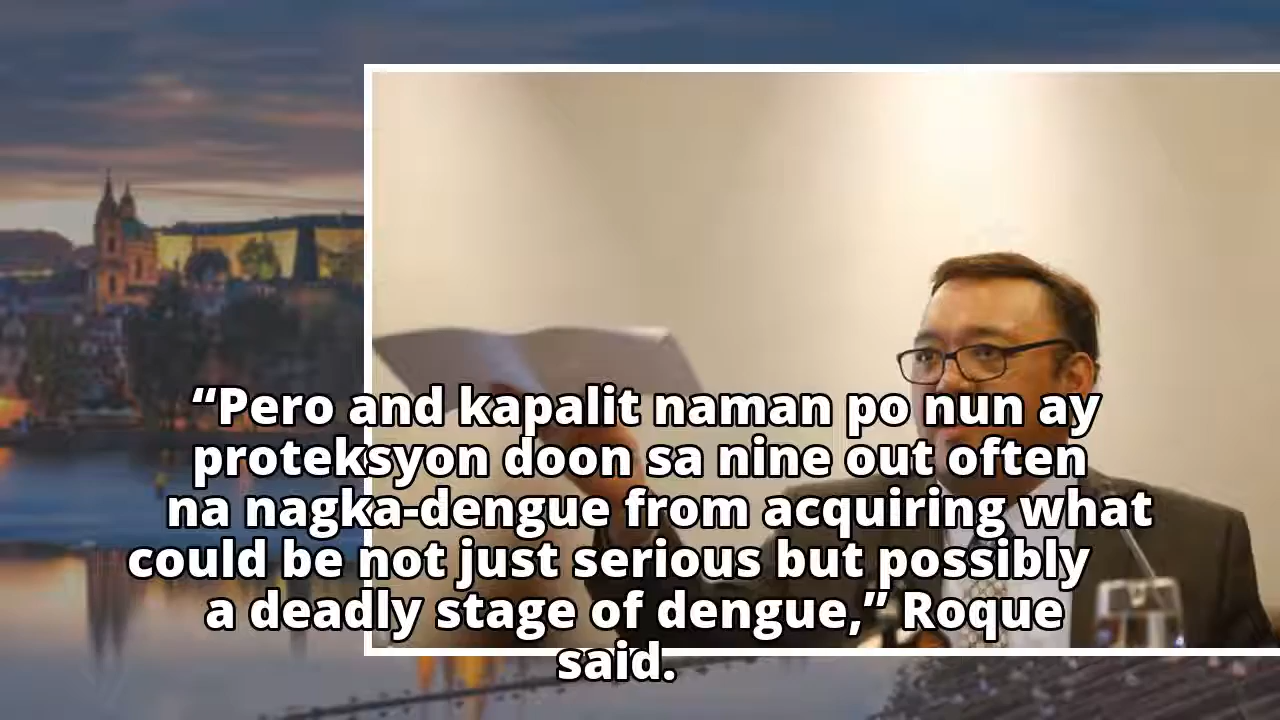 “Pero and kapalit naman po nun ay
proteksyon doon sa nine out often
na nagka-dengue from acquiring what
could be not just serious but possibly
a deadly stage of dengue,” Roque
said.